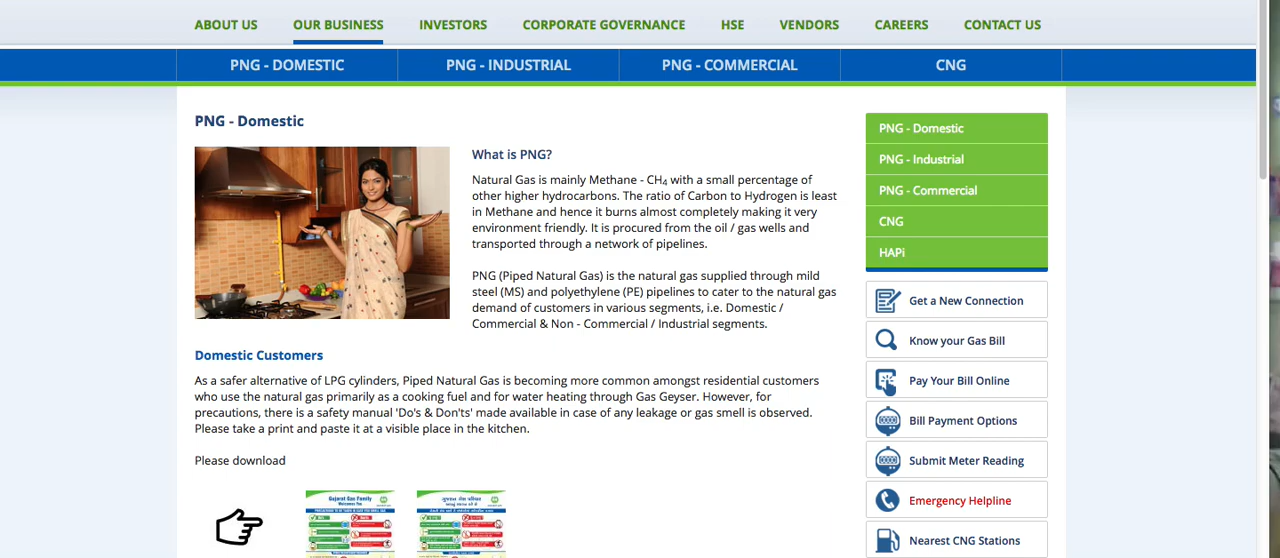 ABOUT US
OUR BUSINESS
INVESTORS
CORPORATE GOVERNANCE
HSE
VENDORS
CAREERS
CONTACT US
PNG - DOMESTIC
PNG - INDUSTRIAL
PNG - COMMERCIAL
CNG
PNG - Domestic
What is PNG?
Natural Gas is mainly Methane - CH₄ with a small percentage of
other higher hydrocarbons. The ratio of Carbon to Hydrogen is least
in Methane and hence it burns almost completely making it very
environment friendly. It is procured from the oil / gas wells and
transported through a network of pipelines.
PNG (Piped Natural Gas) is the natural gas supplied through mild
steel (MS) and polyethylene (PE) pipelines to cater to the natural gas
demand of customers in various segments, i.e. Domestic /
Commercial & Non - Commercial / Industrial segments.
Domestic Customers
As a safer alternative of LPG cylinders, Piped Natural Gas is becoming more common amongst residential customers
who use the natural gas primarily as a cooking fuel and for water heating through Gas Geyser. However, for
precautions, there is a safety manual 'Do's & Don'ts' made available in case of any leakage or gas smell is observed.
Please take a print and paste it at a visible place in the kitchen.
Please download
Gujarat Gas Family
Welcomes You
PNG - Domestic
PNG - Industrial
PNG - Commercial
CNG
HAPi
Get a New Connection
Know your Gas Bill
Pay Your Bill Online
Bill Payment Options
Submit Meter Reading
Emergency Helpline
Nearest CNG Stations